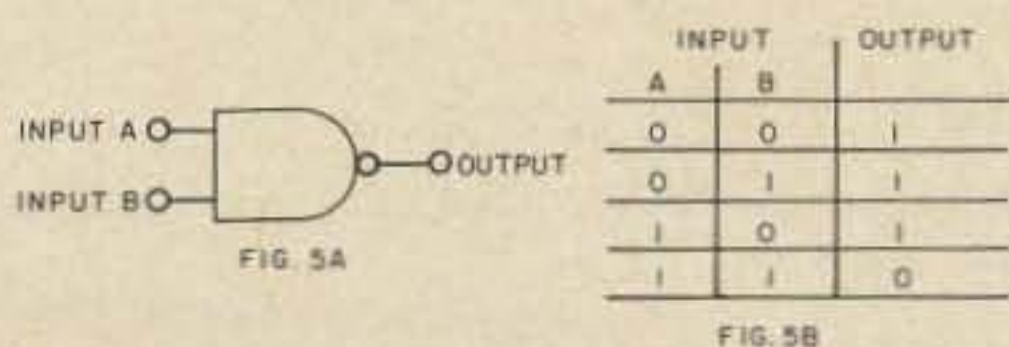 INPUT A
INPUT B
OUTPUT
FIG. 5A
INPUT OUTPUT
A B
0 0 1
0 1 1
1 0 1
1 1 0
FIG. 5B